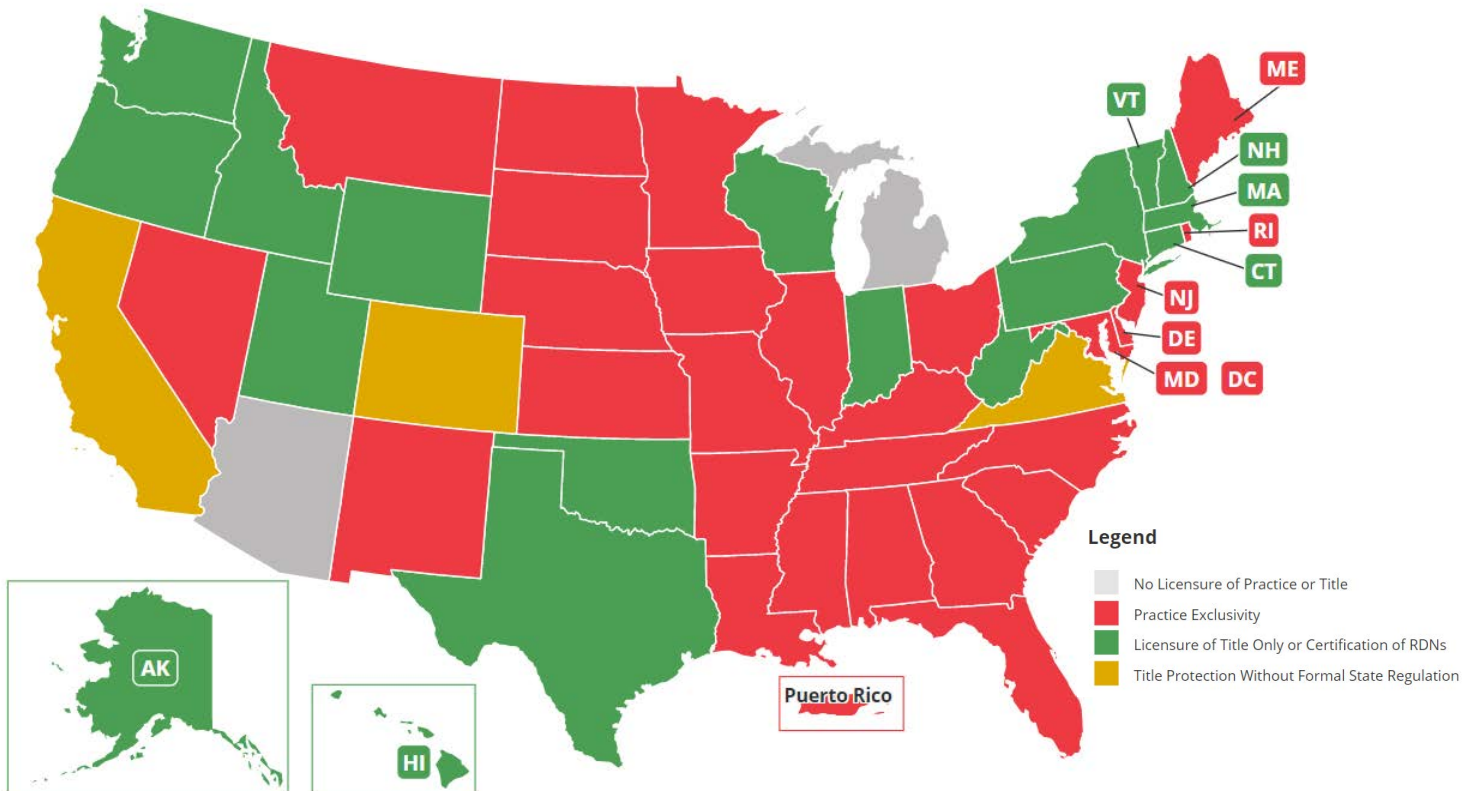 ME
VT
NH
MA
RI
CT
NJ
DE
MD DC
Legend
No Licensure of Practice or Title
Practice Exclusivity
Licensure of Title Only or Certification of RDNs
Title Protection Without Formal State Regulation
AK
HI
Puerto Rico